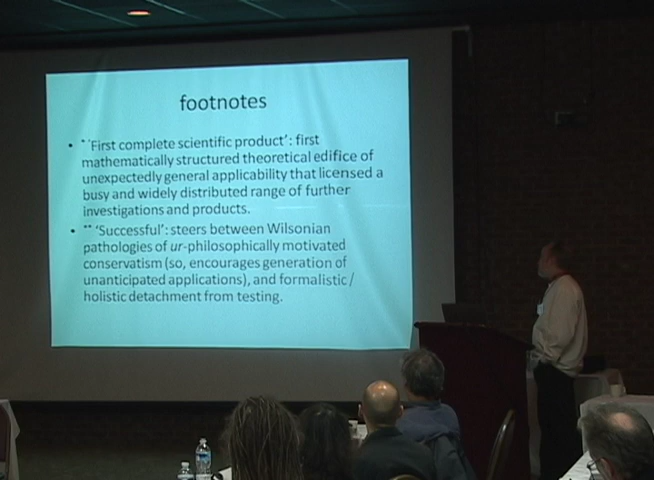 footnotes
• * 'First complete scientific product': first
mathematically structured theoretical edifice of
unexpectedly general applicability that licensed a
busy and widely distributed range of further
investigations and products.
• ** 'Successful': steers between Wilsonian
pathologies of ur-philosophically motivated
conservatism (so, encourages generation of
unanticipated applications), and formalistic/
holistic detachment from testing.